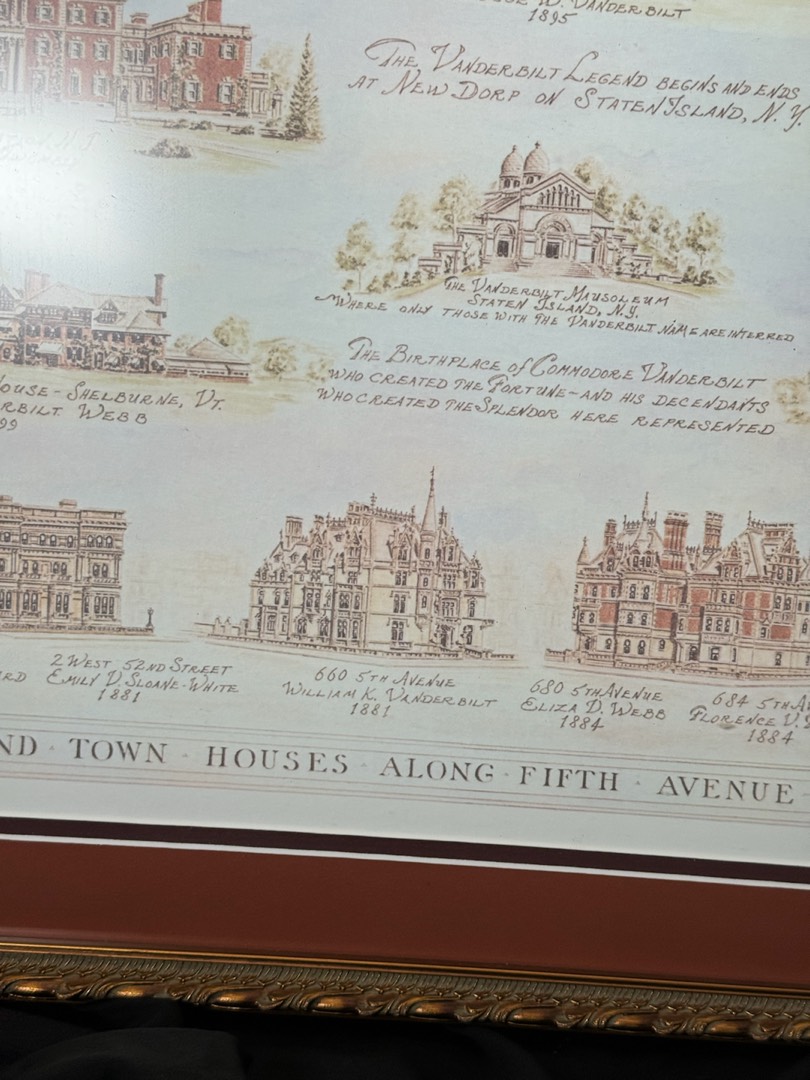 W. VANDERBILT
1895
THE VANDERBILT LEGEND BEGINS AND ENDS
AT NEW DORP ON STATEN ISLAND, N.Y.
THE VANDERBILT MAUSOLEUM
STATEN ISLAND, N.Y.
WHERE ONLY THOSE WITH THE VANDERBILT NAME ARE INTERRED
THE BIRTHPLACE of COMMODORE VANDERBILT
WHO CREATED THE FORTUNE-AND HIS DECENDANTS
WHO CREATED THE SPLENDOR HERE REPRESENTED
HOUSE-SHELBURNE, VT.
RBILT WEBB
99
RD
2 WEST 52ND STREET
EMILY V. SLOANE-WHITE
1881
660 5TH AVENUE
WILLIAM K. VANDERBILT
1881
680 5TH AVENUE
ELIZA D. WEBB
1884
684 5TH AV
FLORENCE V.
1884
ND · TOWN · HOUSES · ALONG · FIFTH · AVENUE